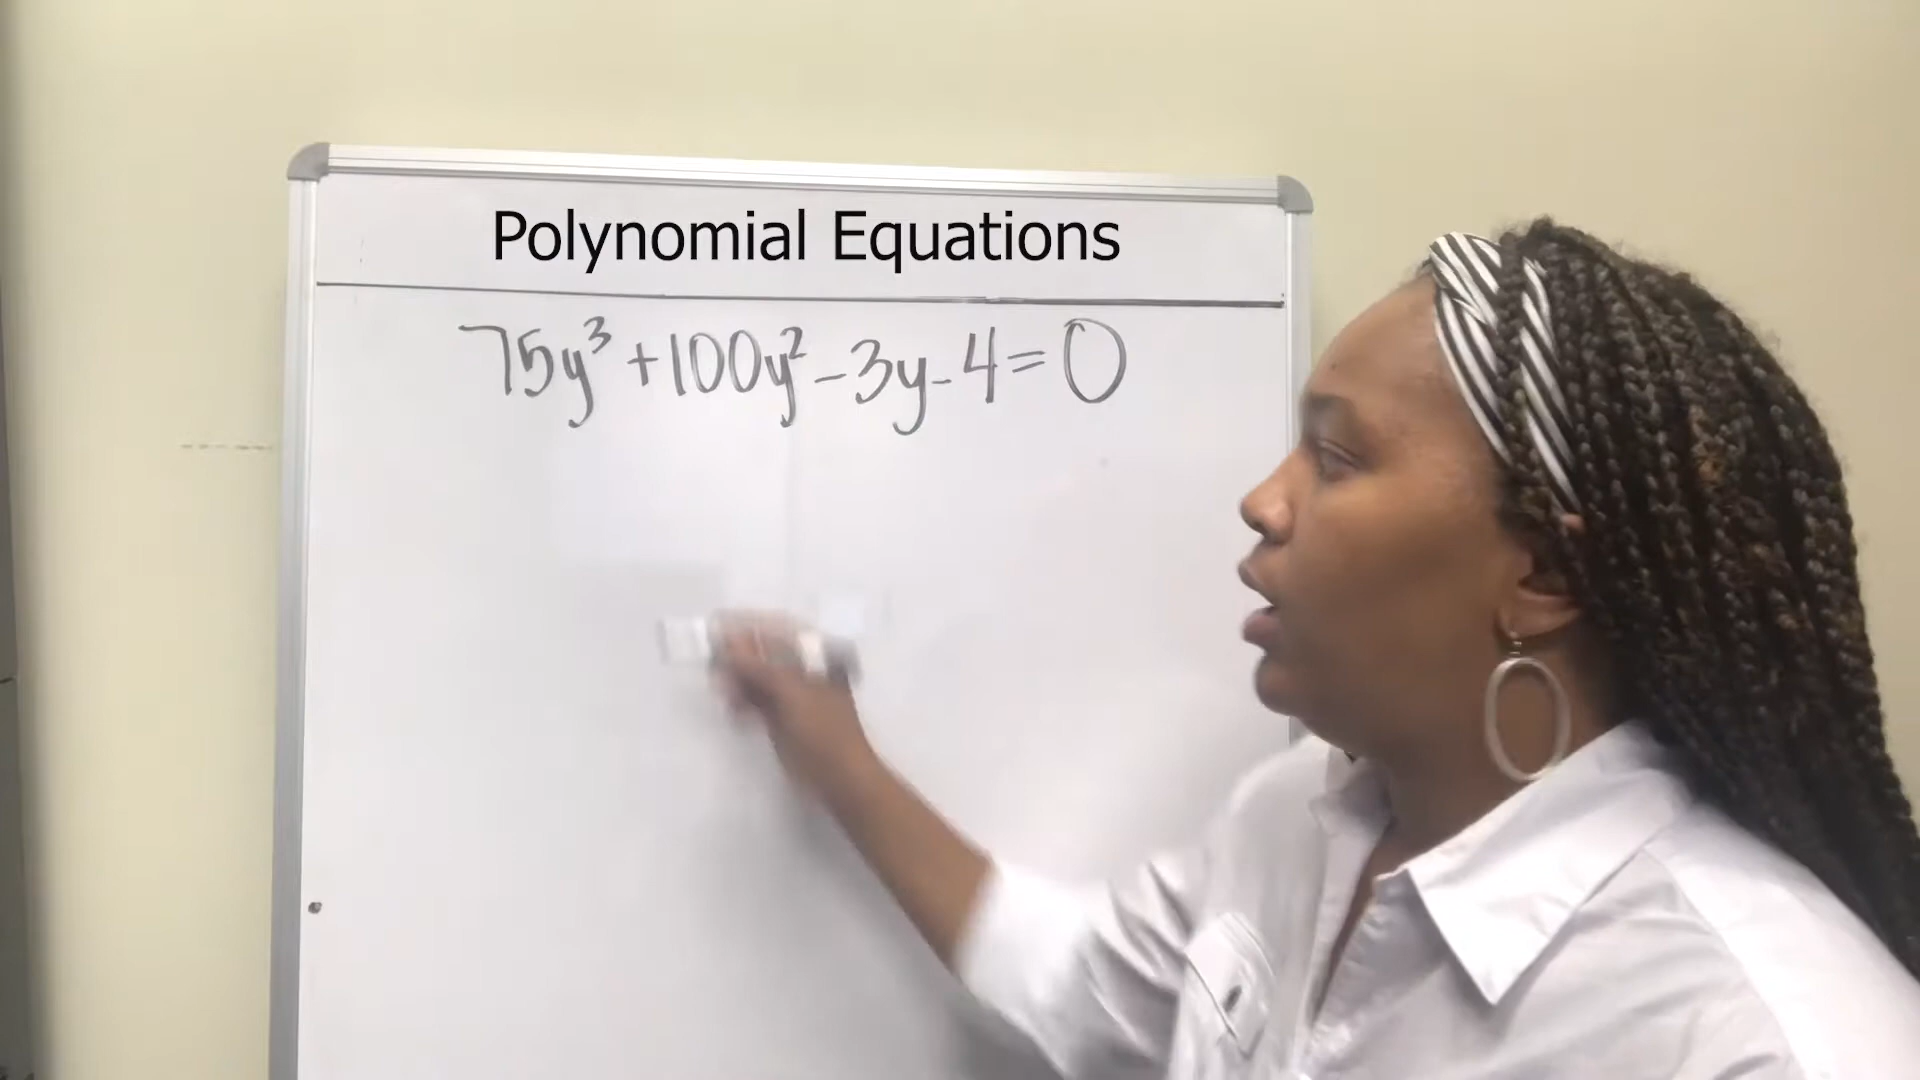 Polynomial Equations
75y³ + 100y² - 3y - 4 = 0